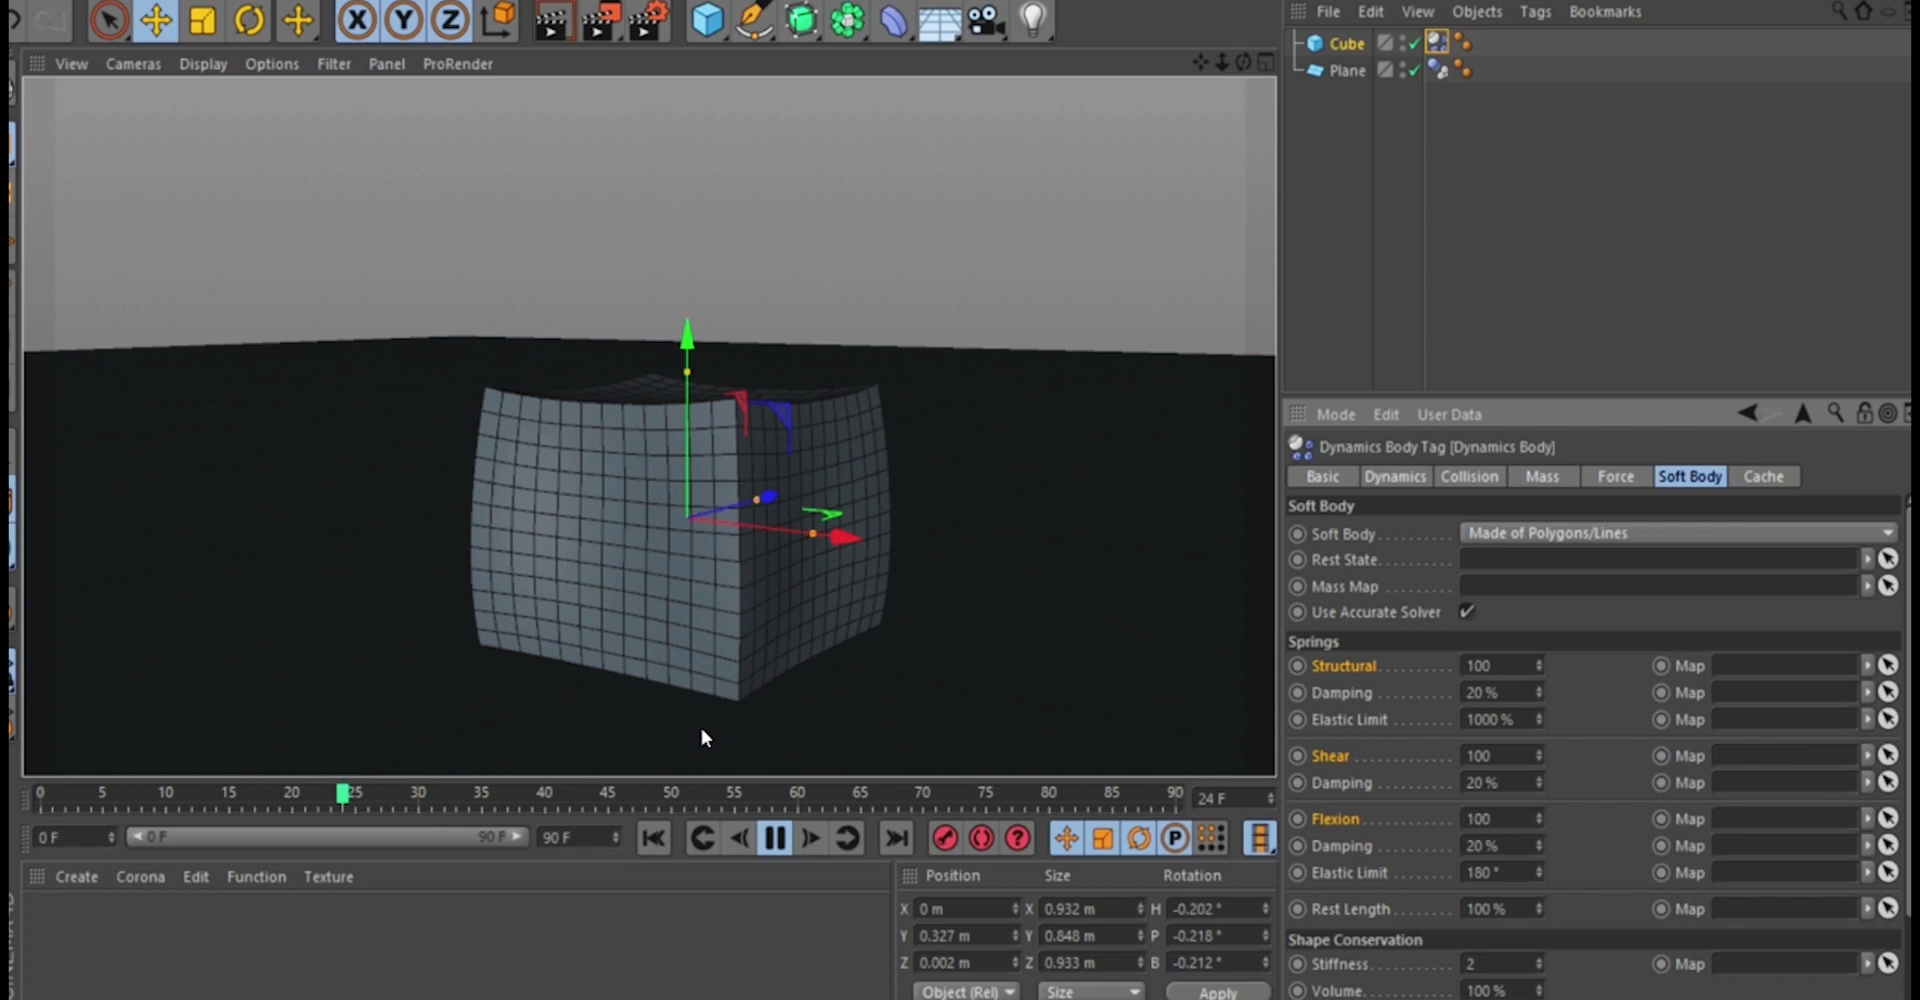 X Y Z
File Edit View Objects Tags Bookmarks
Cube
Plane
View Cameras Display Options Filter Panel ProRender
Mode Edit User Data
Dynamics Body Tag [Dynamics Body]
Basic Dynamics Collision Mass Force Soft Body Cache
Soft Body
Soft Body . . . . . . . . Made of Polygons/Lines
Rest State. . . . . . . .
Mass Map . . . . . . . .
Use Accurate Solver
Springs
Structural. . . . . . . . 100 Map
Damping . . . . . . . . 20 % Map
Elastic Limit . . . . . . . 1000 % Map
Shear . . . . . . . . . . 100 Map
Damping . . . . . . . . 20 % Map
Flexion . . . . . . . . . 100 Map
Damping . . . . . . . . 20 % Map
Elastic Limit . . . . . . . 180 ° Map
Rest Length. . . . . . . 100 % Map
Shape Conservation
Stiffness. . . . . . . . . 2 Map
Volume. . . . . . . . . . 100 %
0 5 10 15 20 25 30 35 40 45 50 55 60 65 70 75 80 85 90 24 F
0 F 0 F 90 F 90 F ? P
Create Corona Edit Function Texture
Position Size Rotation
X 0 m X 0.932 m H -0.202 °
Y 0.327 m Y 0.848 m P -0.218 °
Z 0.002 m Z 0.933 m B -0.212 °
Object (Rel) Size Apply